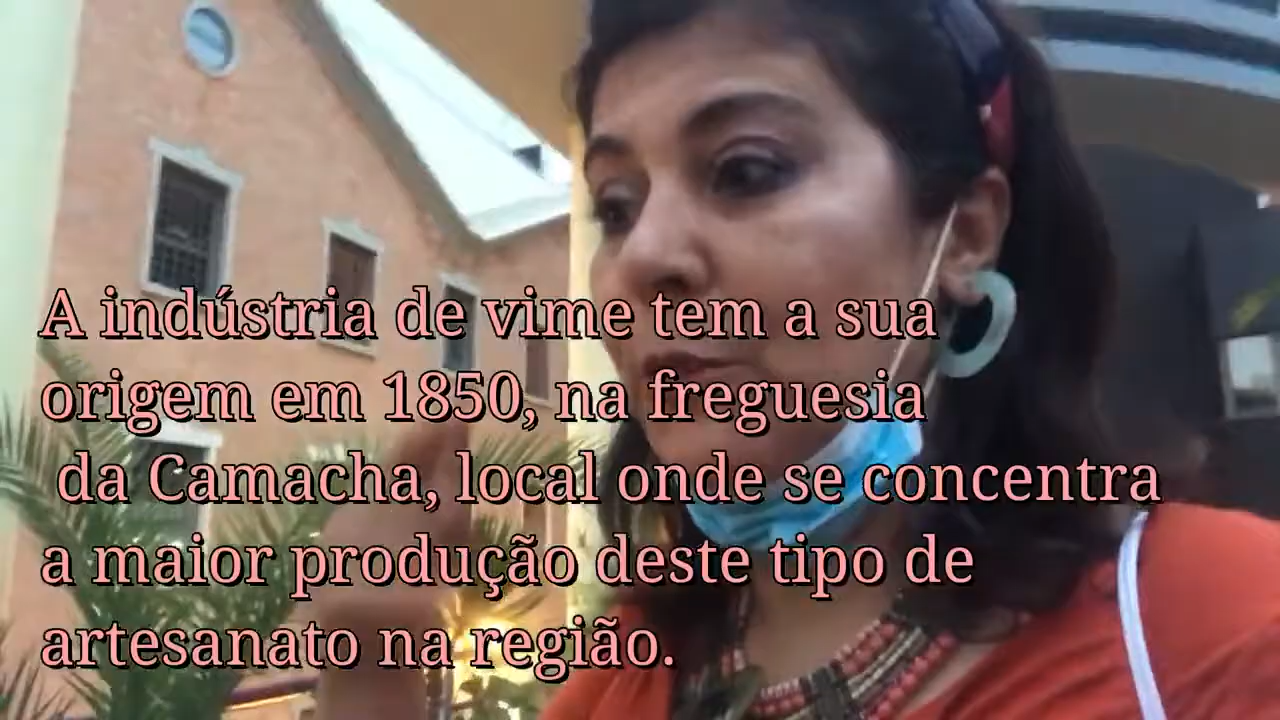 A indústria de vime tem a sua
origem em 1850, na freguesia
da Camacha, local onde se concentra
a maior produção deste tipo de
artesanato na região.